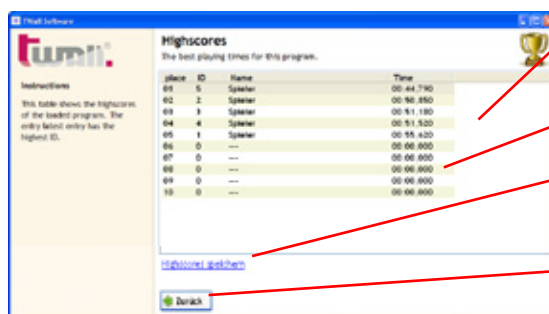 TWall Software
twall.
Highscores
The best playing times for this program.
Instructions
This table shows the highscores
of the loaded program. The
entry latest entry has the
highest ID.
place ID Name Time
01 5 Spieler 00:44,790
02 2 Spieler 00:50,850
03 3 Spieler 00:51,180
04 4 Spieler 00:51,520
05 1 Spieler 00:55,620
06 0 --- 00:00,000
07 0 --- 00:00,000
08 0 --- 00:00,000
09 0 --- 00:00,000
10 0 --- 00:00,000
Highscores speichern
Zurück